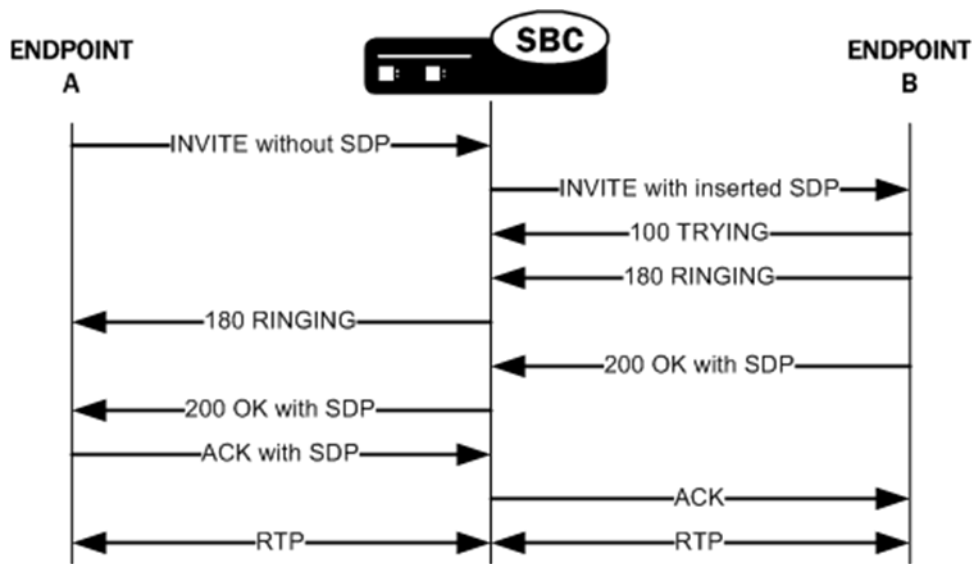 ENDPOINT
A
SBC
ENDPOINT
B
INVITE without SDP
INVITE with inserted SDP
100 TRYING
180 RINGING
180 RINGING
200 OK with SDP
200 OK with SDP
ACK with SDP
ACK
RTP
RTP